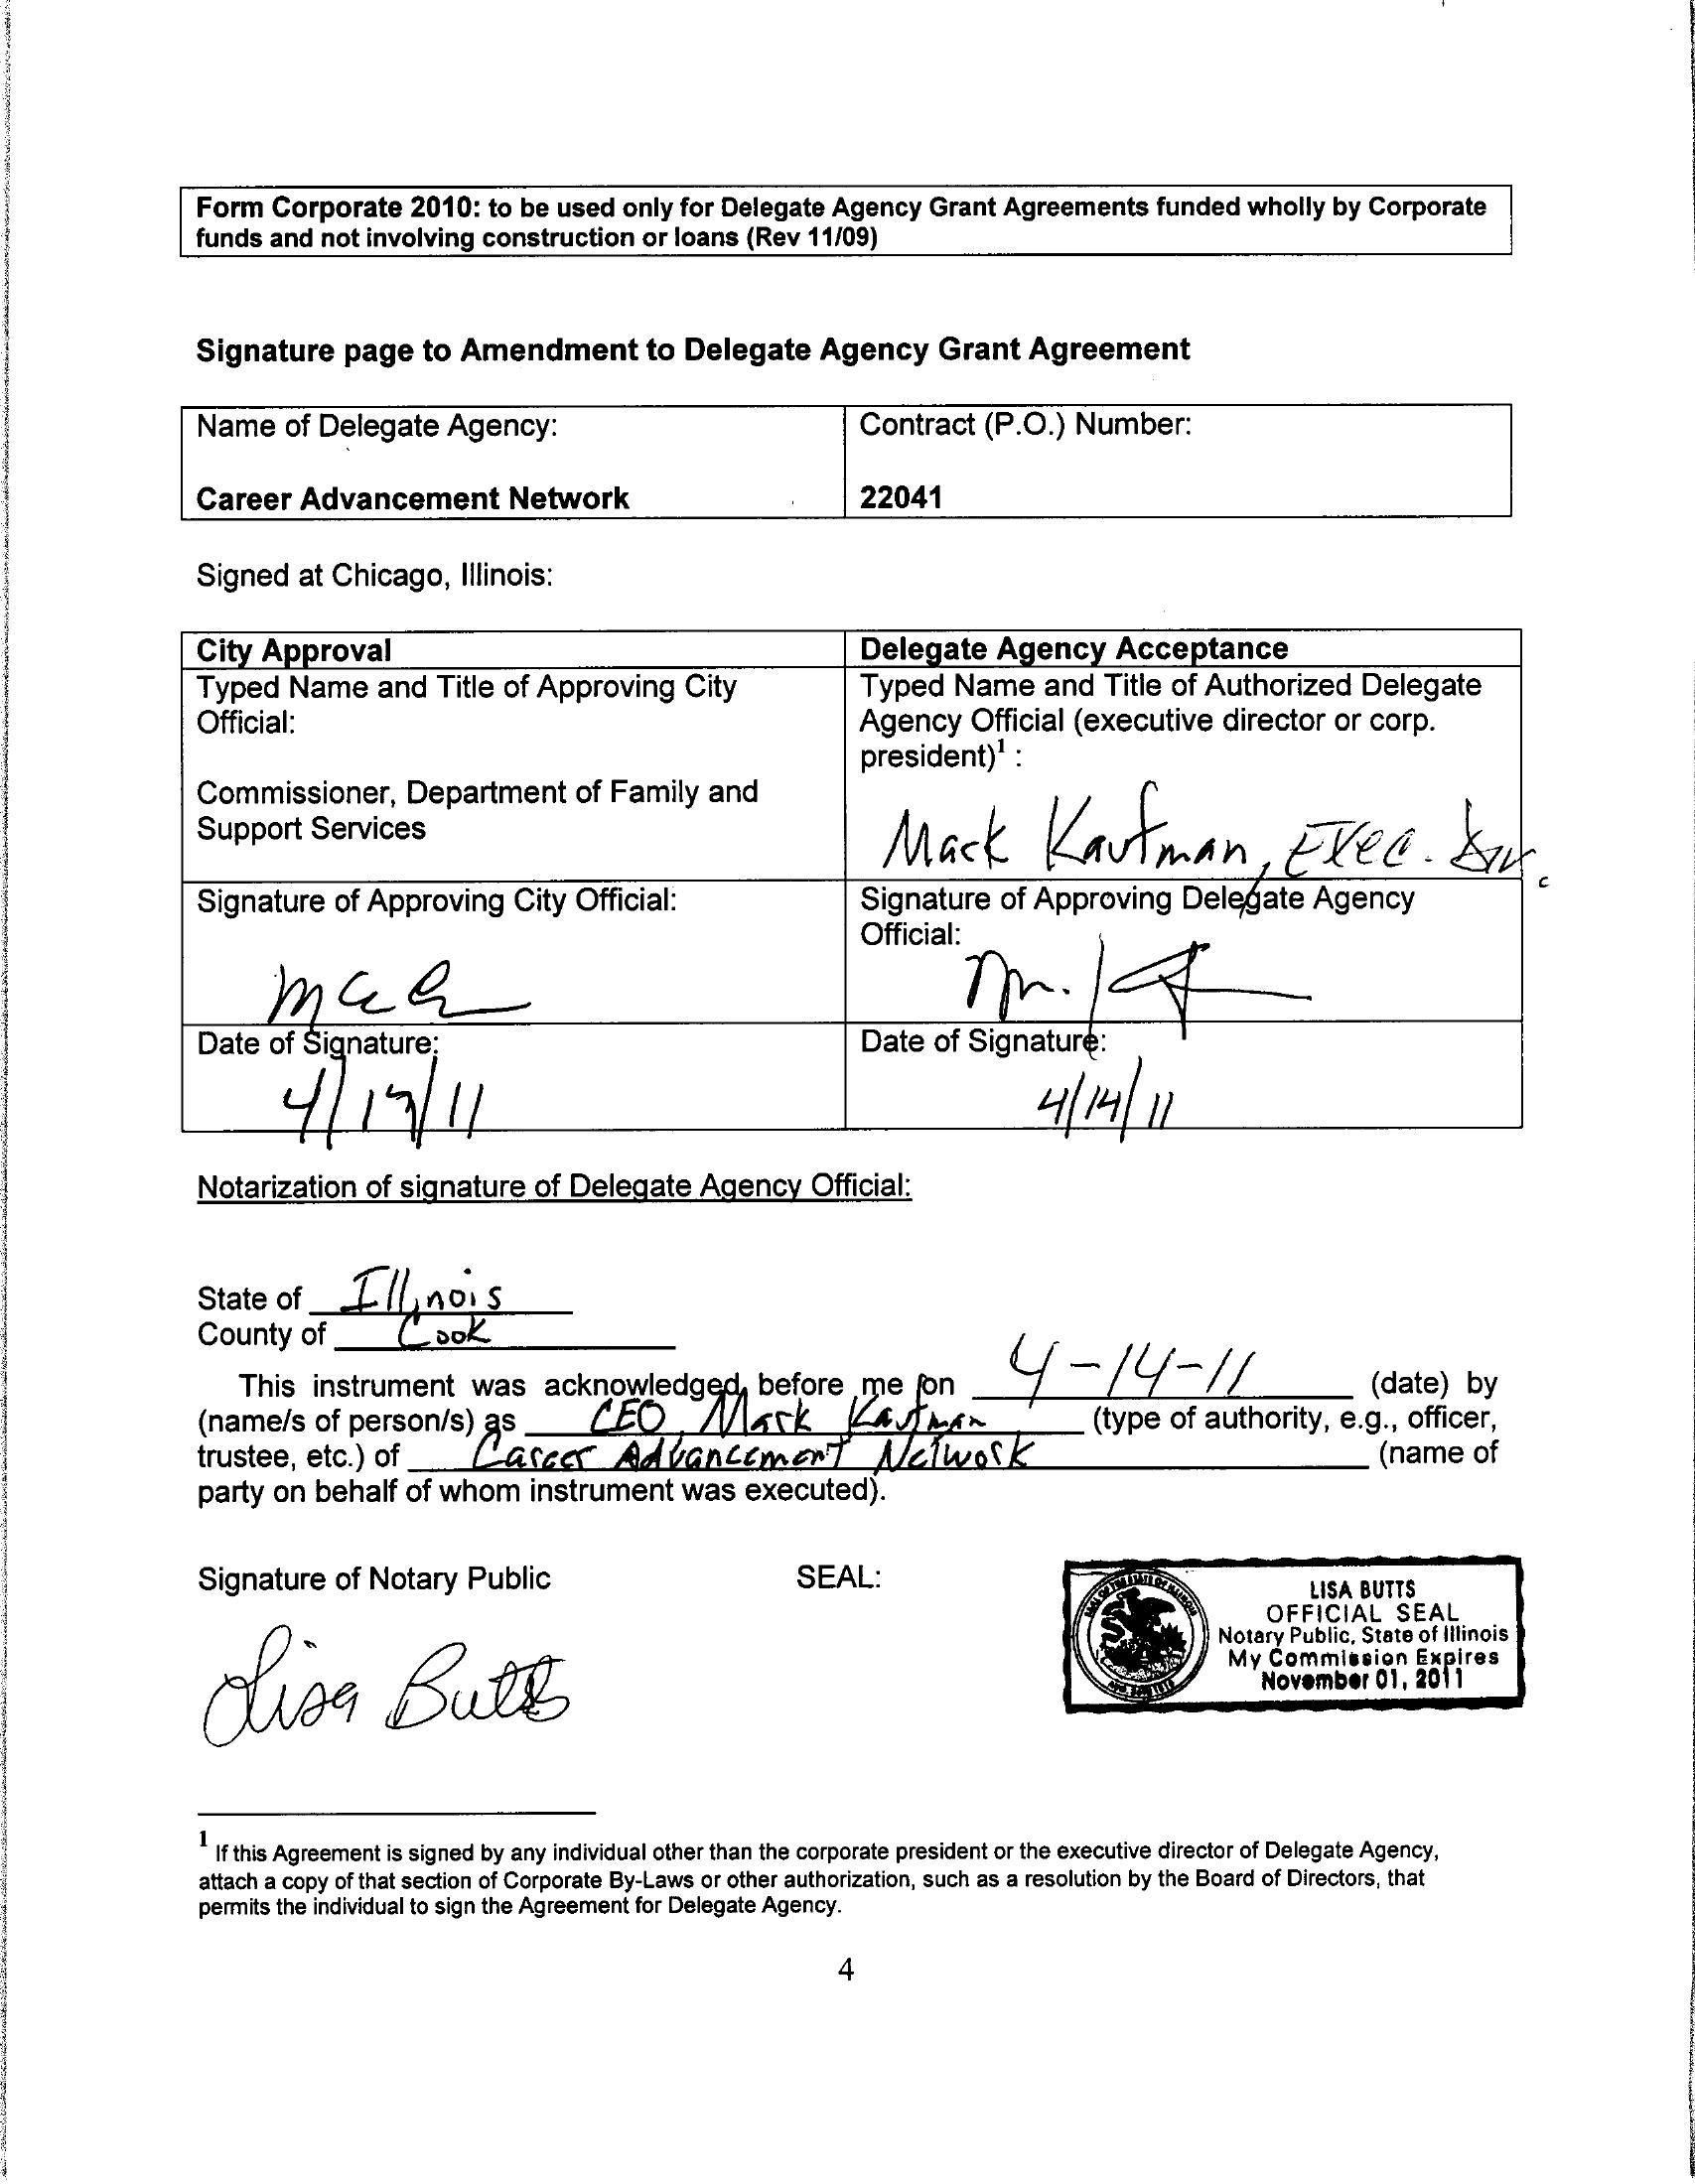 Form Corporate 2010: to be used only for Delegate Agency Grant Agreements funded wholly by Corporate
funds and not involving construction or loans (Rev 11/09)
Signature page to Amendment to Delegate Agency Grant Agreement
Name of Delegate Agency:
Career Advancement Network
Contract (P.O.) Number:
22041
Signed at Chicago, Illinois:
City Approval
Typed Name and Title of Approving City
Official:
Commissioner, Department of Family and
Support Services
Signature of Approving City Official:
Date of Signature:
4/17/11
Delegate Agency Acceptance
Typed Name and Title of Authorized Delegate
Agency Official (executive director or corp.
president)¹ :
Mark Kaufman, Exec. Dir.
Signature of Approving Delegate Agency
Official:
Date of Signature:
4/14/11
Notarization of signature of Delegate Agency Official:
State of Illinois
County of Cook
This instrument was acknowledged before me on 4-14-11 (date) by
(name/s of person/s) as CEO, Mark Kaufman (type of authority, e.g., officer,
trustee, etc.) of Career Advancement Network (name of
party on behalf of whom instrument was executed).
Signature of Notary Public
Lisa Butts
SEAL:
LISA BUTTS
OFFICIAL SEAL
Notary Public, State of Illinois
My Commission Expires
November 01, 2011
¹ If this Agreement is signed by any individual other than the corporate president or the executive director of Delegate Agency,
attach a copy of that section of Corporate By-Laws or other authorization, such as a resolution by the Board of Directors, that
permits the individual to sign the Agreement for Delegate Agency.
4